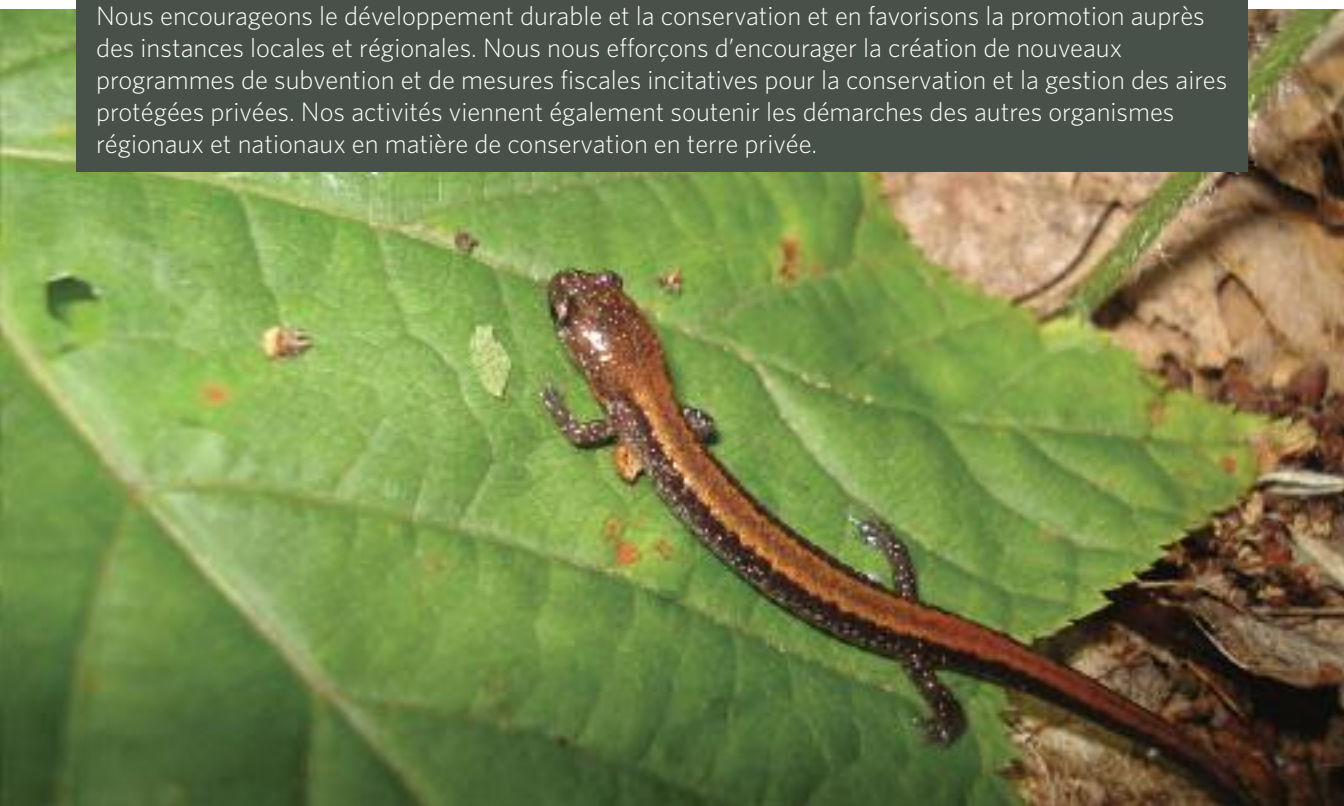 Nous encourageons le développement durable et la conservation et en favorisons la promotion auprès
des instances locales et régionales. Nous nous efforçons d’encourager la création de nouveaux
programmes de subvention et de mesures fiscales incitatives pour la conservation et la gestion des aires
protégées privées. Nos activités viennent également soutenir les démarches des autres organismes
régionaux et nationaux en matière de conservation en terre privée.